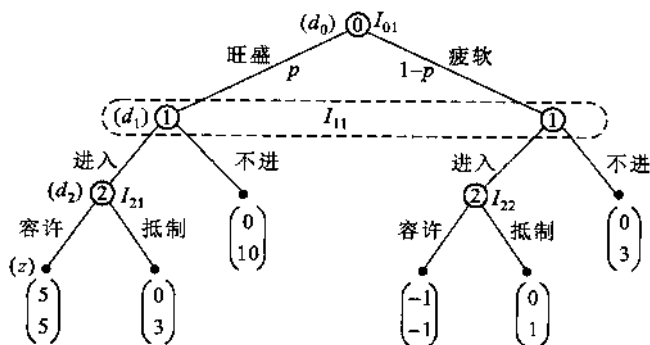 (d₀) 0 I₀₁
旺盛 疲软
p 1-p
(d₁) 1 I₁₁ 1
进入 不进 进入 不进
(d₂) 2 I₂₁ 2 I₂₂
容许 抵制 0 容许 抵制 0
10 3
(z)
5 0 -1 0
5 3 -1 1